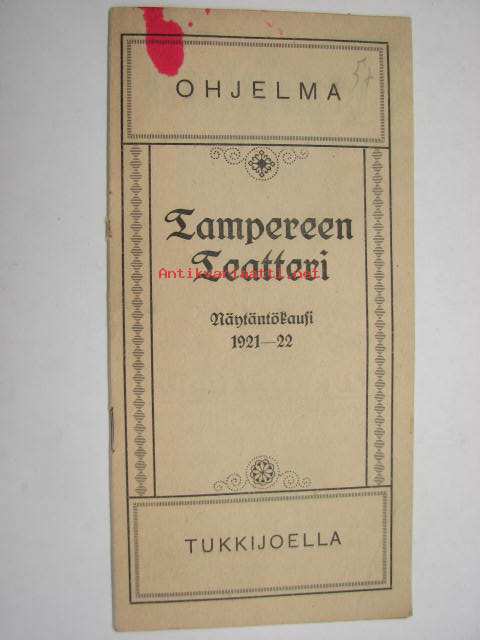 OHJELMA
Tampereen
Teatteri
Antikvariaatti.net
Näytäntökausi
1921—22
TUKKIJOELLA